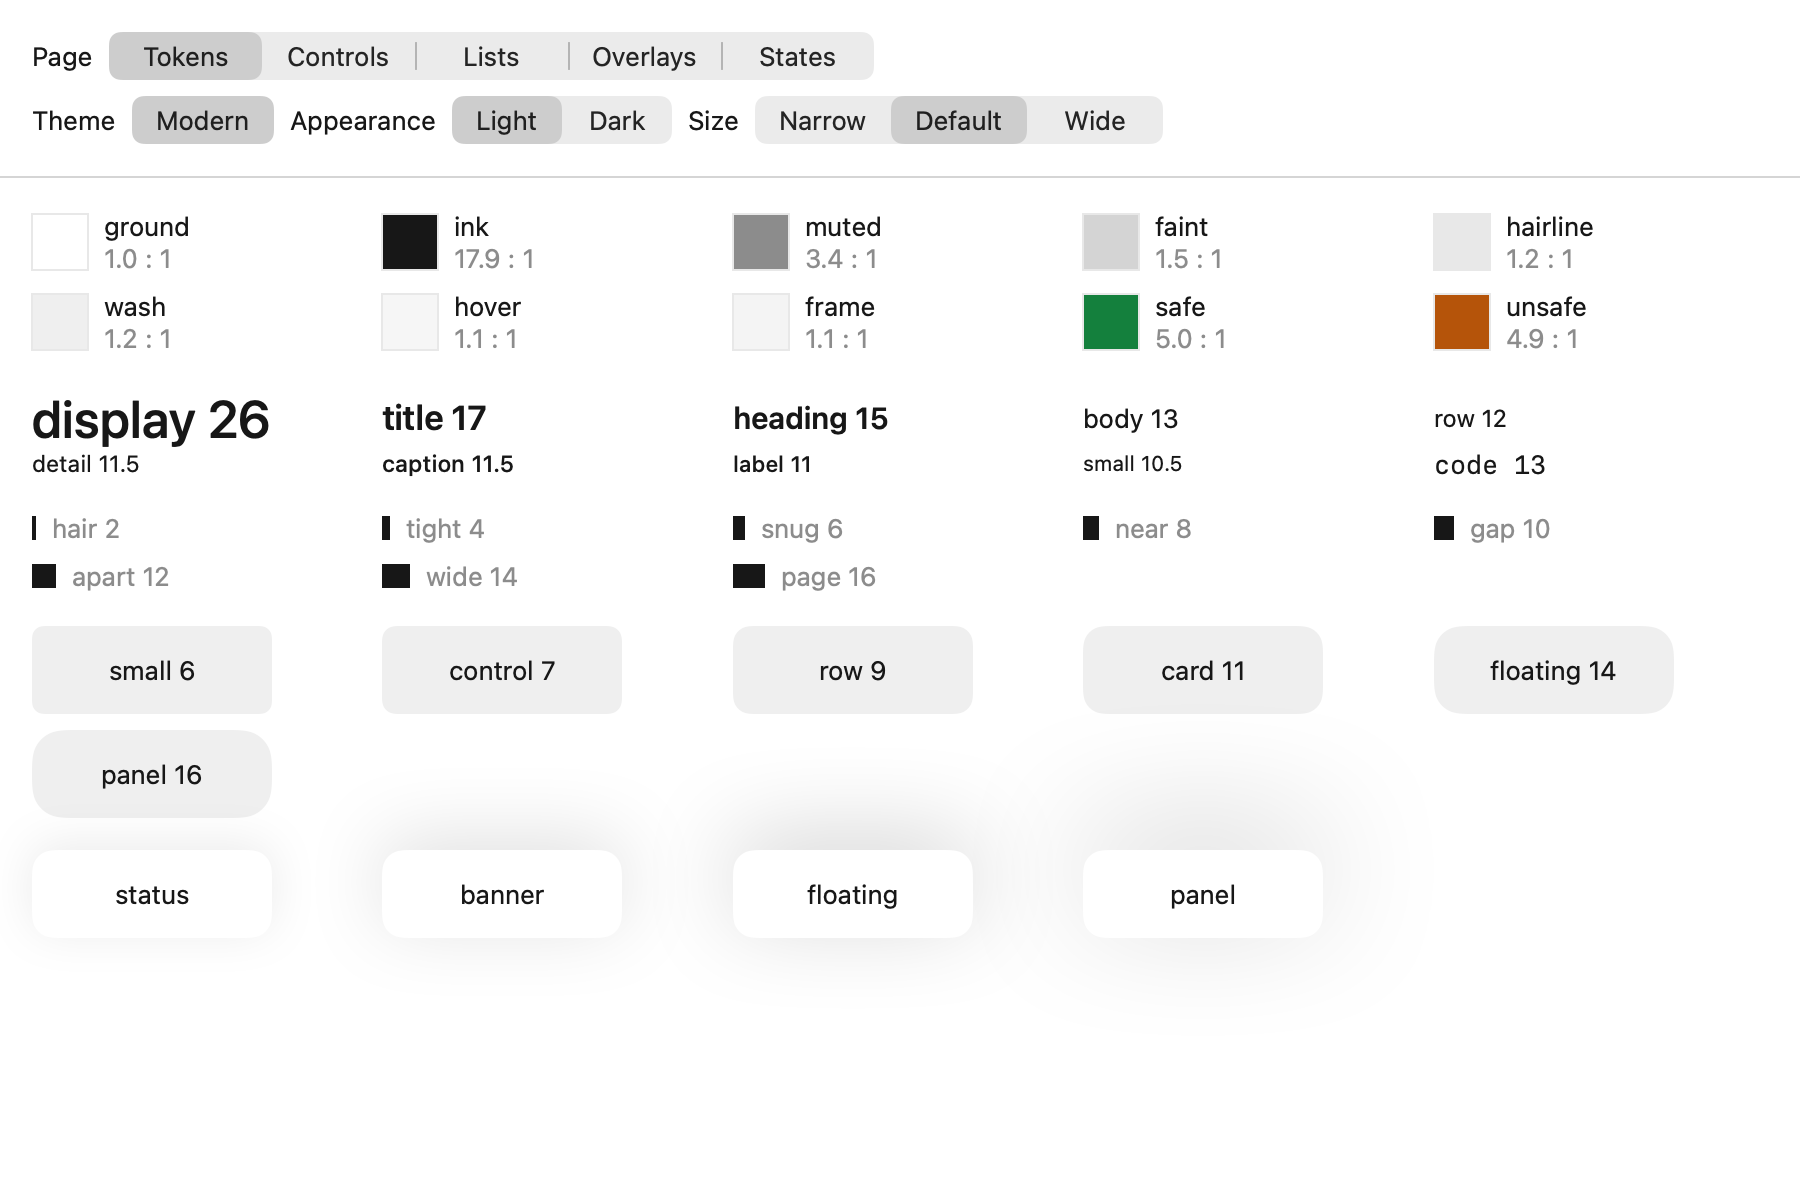 Page Tokens Controls Lists Overlays States
Theme Modern Appearance Light Dark Size Narrow Default Wide
ground ink muted faint hairline
1.0 : 1 17.9 : 1 3.4 : 1 1.5 : 1 1.2 : 1
wash hover frame safe unsafe
1.2 : 1 1.1 : 1 1.1 : 1 5.0 : 1 4.9 : 1
display 26 title 17 heading 15 body 13 row 12
detail 11.5 caption 11.5 label 11 small 10.5 code 13
hair 2 tight 4 snug 6 near 8 gap 10
apart 12 wide 14 page 16
small 6 control 7 row 9 card 11 floating 14
panel 16
status banner floating panel